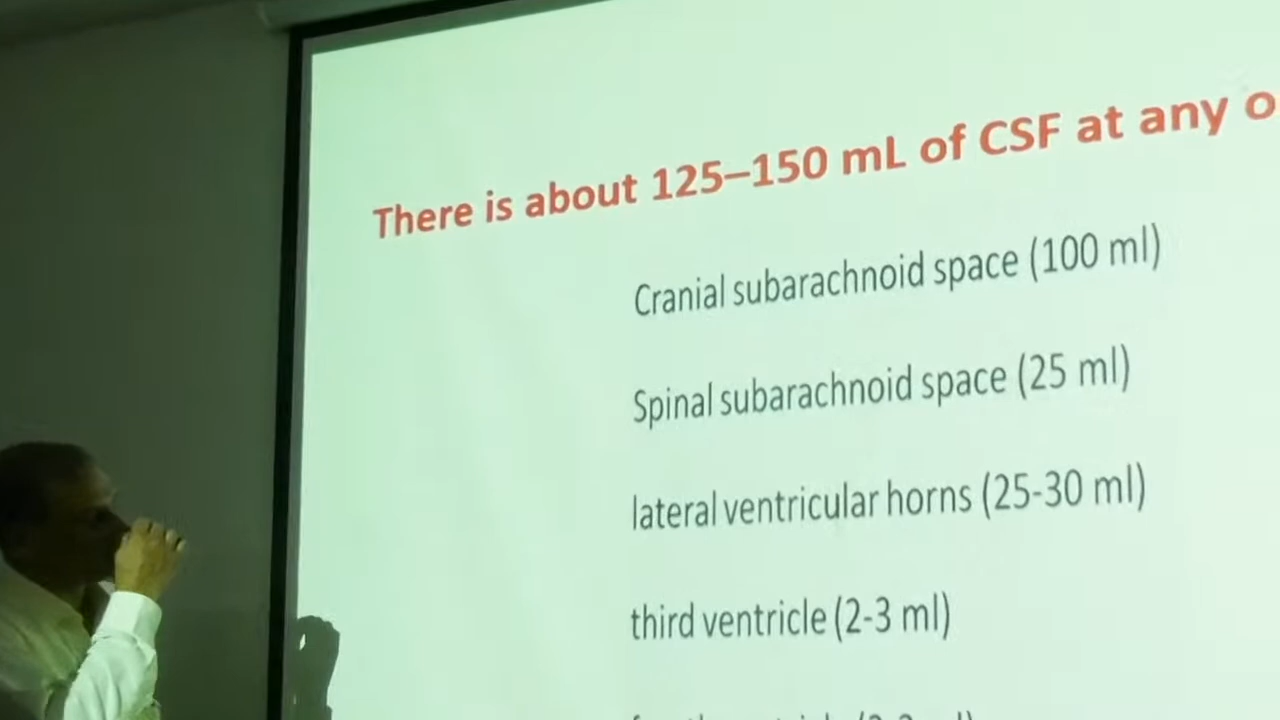 There is about 125–150 mL of CSF at any o
Cranial subarachnoid space (100 ml)
Spinal subarachnoid space (25 ml)
lateral ventricular horns (25-30 ml)
third ventricle (2-3 ml)